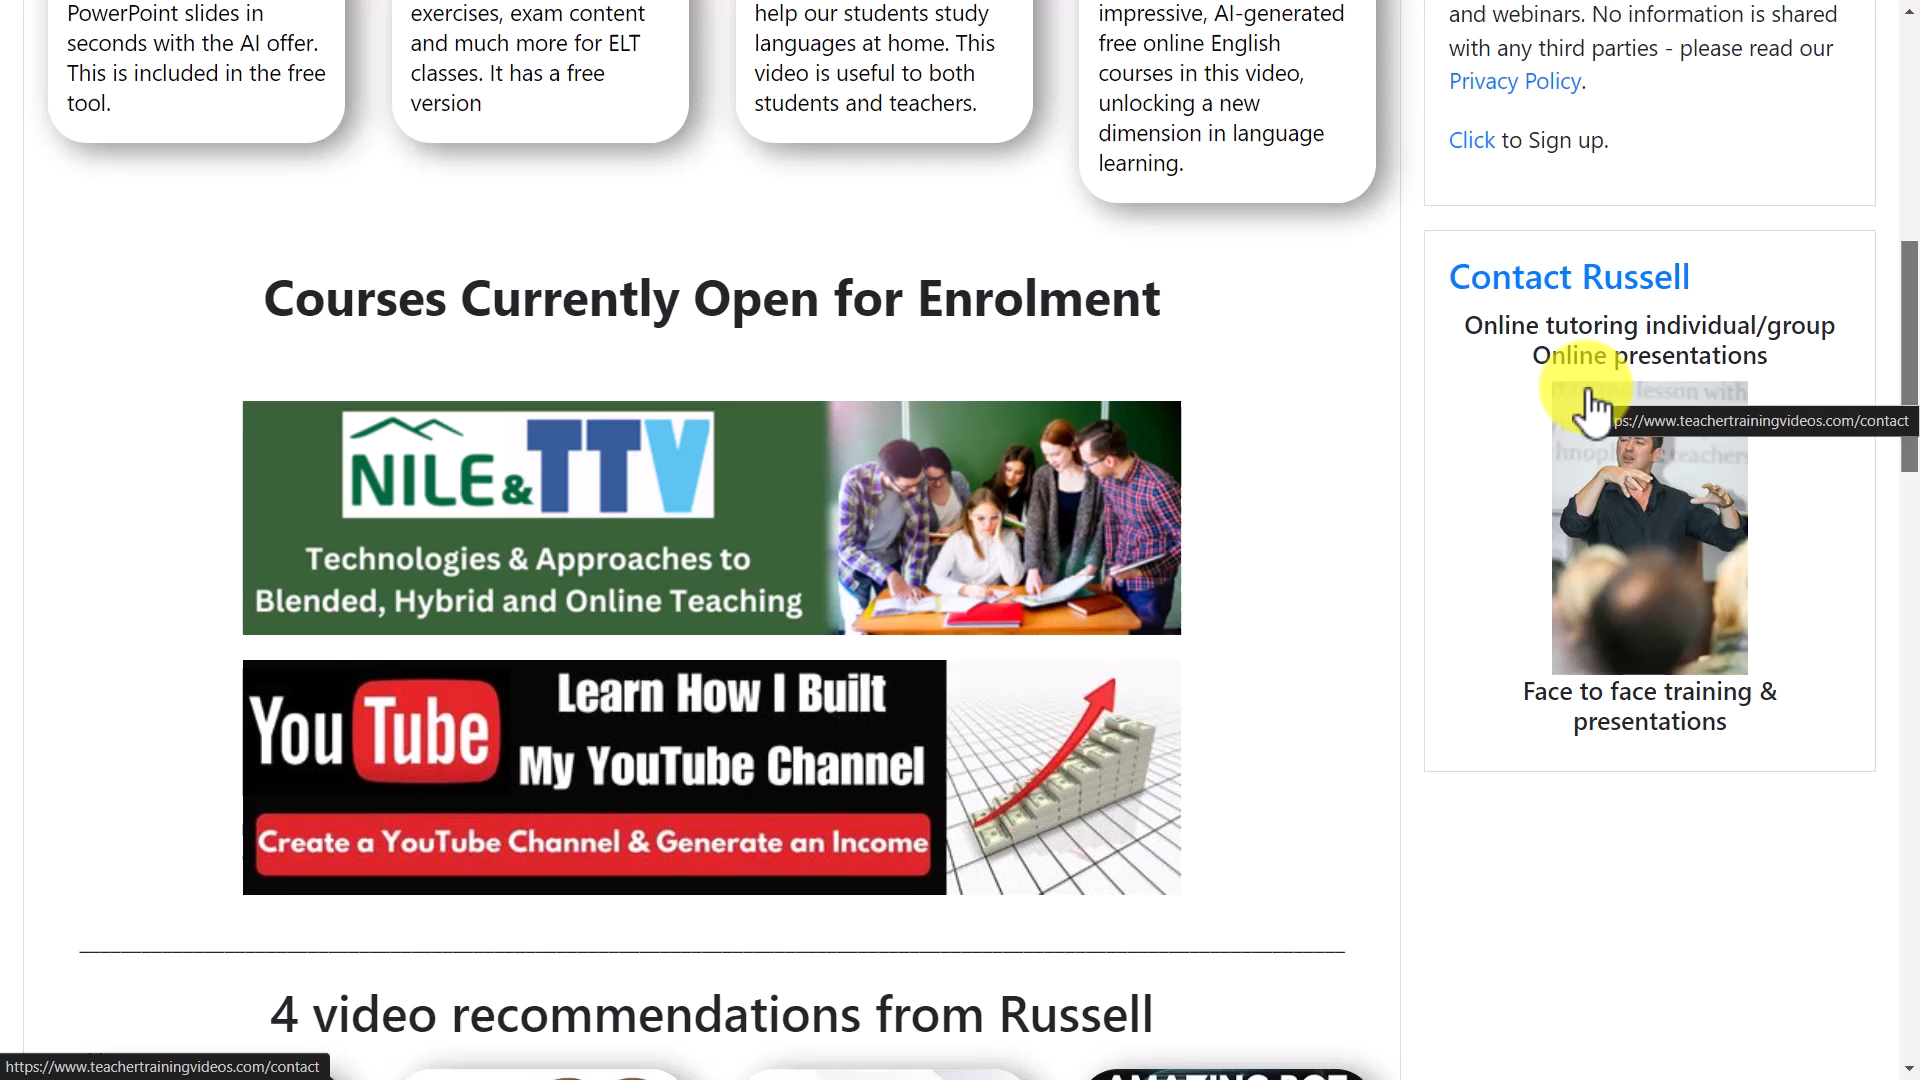 PowerPoint slides in
seconds with the AI offer.
This is included in the free
tool.
exercises, exam content
and much more for ELT
classes. It has a free
version
help our students study
languages at home. This
video is useful to both
students and teachers.
impressive, AI-generated
free online English
courses in this video,
unlocking a new
dimension in language
learning.
and webinars. No information is shared
with any third parties - please read our
Privacy Policy.
Click to Sign up.
Contact Russell
Online tutoring individual/group
Online presentations
lesson with
ps://www.teachertrainingvideos.com/contact
teachers
Face to face training &
presentations
Courses Currently Open for Enrolment
NILE & TTV
Technologies & Approaches to
Blended, Hybrid and Online Teaching
YouTube
Learn How I Built
My YouTube Channel
Create a YouTube Channel & Generate an Income
4 video recommendations from Russell
AMAZING BOT
https://www.teachertrainingvideos.com/contact